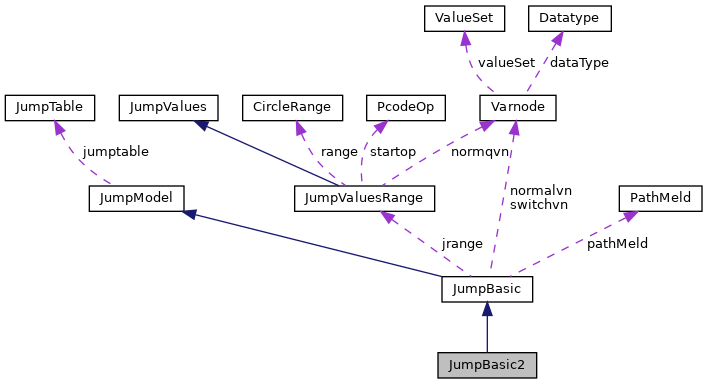 ValueSet
Datatype
valueSet
dataType
JumpTable
JumpValues
CircleRange
PcodeOp
Varnode
jumptable
range
startop
normqvn
JumpModel
JumpValuesRange
normalvn
switchvn
PathMeld
jrange
pathMeld
JumpBasic
JumpBasic2